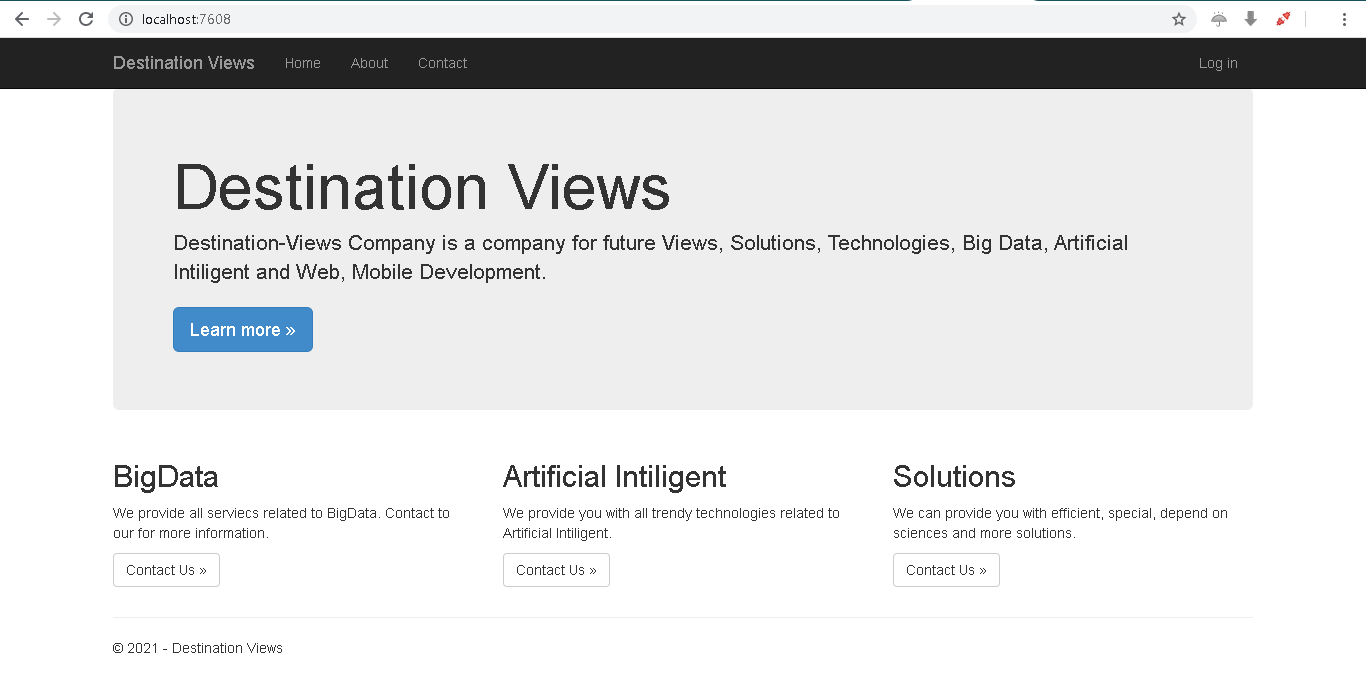 localhost:7608
Destination Views Home About Contact Log in
Destination Views
Destination-Views Company is a company for future Views, Solutions, Technologies, Big Data, Artificial
Intiligent and Web, Mobile Development.
Learn more »
BigData
We provide all serviecs related to BigData. Contact to
our for more information.
Contact Us »
Artificial Intiligent
We provide you with all trendy technologies related to
Artificial Intiligent.
Contact Us »
Solutions
We can provide you with efficient, special, depend on
sciences and more solutions.
Contact Us »
© 2021 - Destination Views